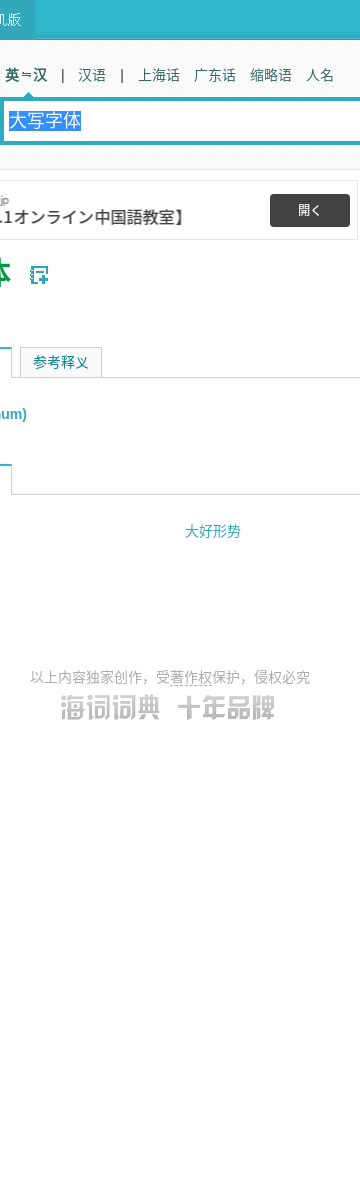 机版
英⇋汉 | 汉语 | 上海话 广东话 缩略语 人名
大写字体
.jp
.1オンライン中国語教室】
開く
体
参考释义
um)
大好形势
以上内容独家创作，受著作权保护，侵权必究
海词词典 十年品牌